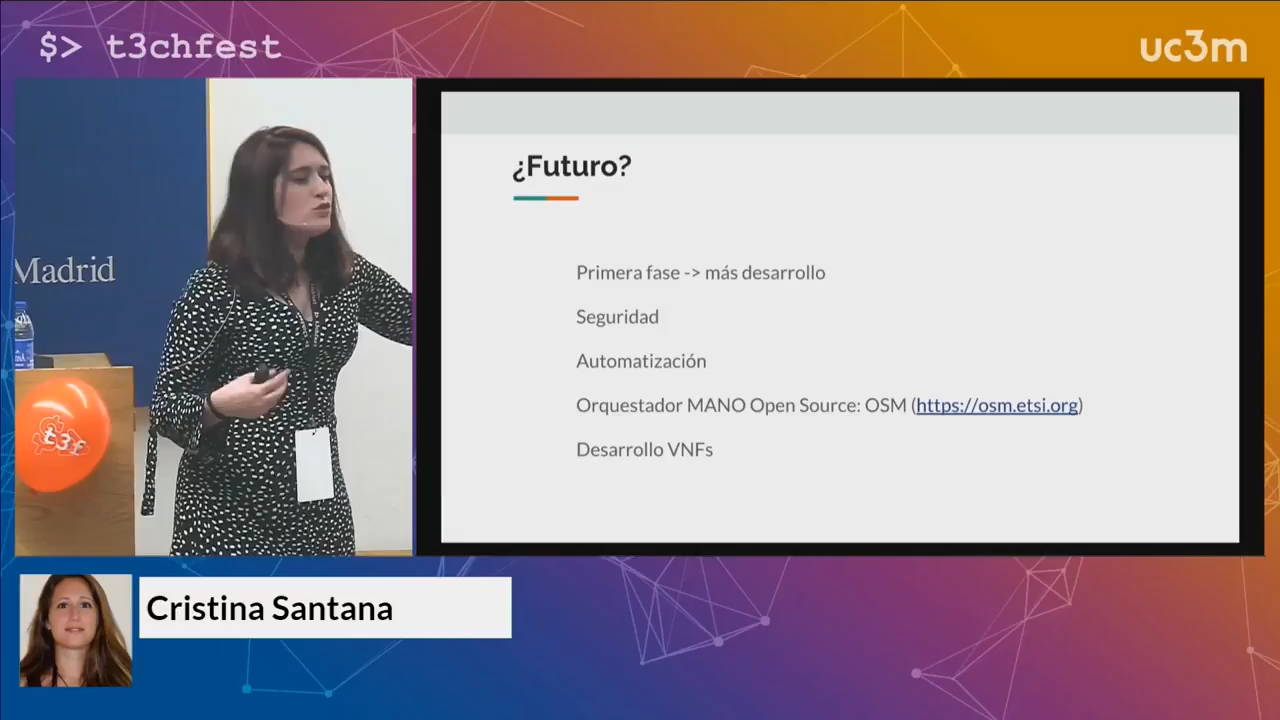 $> t3chfest
uc3m
Madrid
t3f
¿Futuro?
Primera fase -> más desarrollo
Seguridad
Automatización
Orquestador MANO Open Source: OSM (https://osm.etsi.org)
Desarrollo VNFs
Cristina Santana